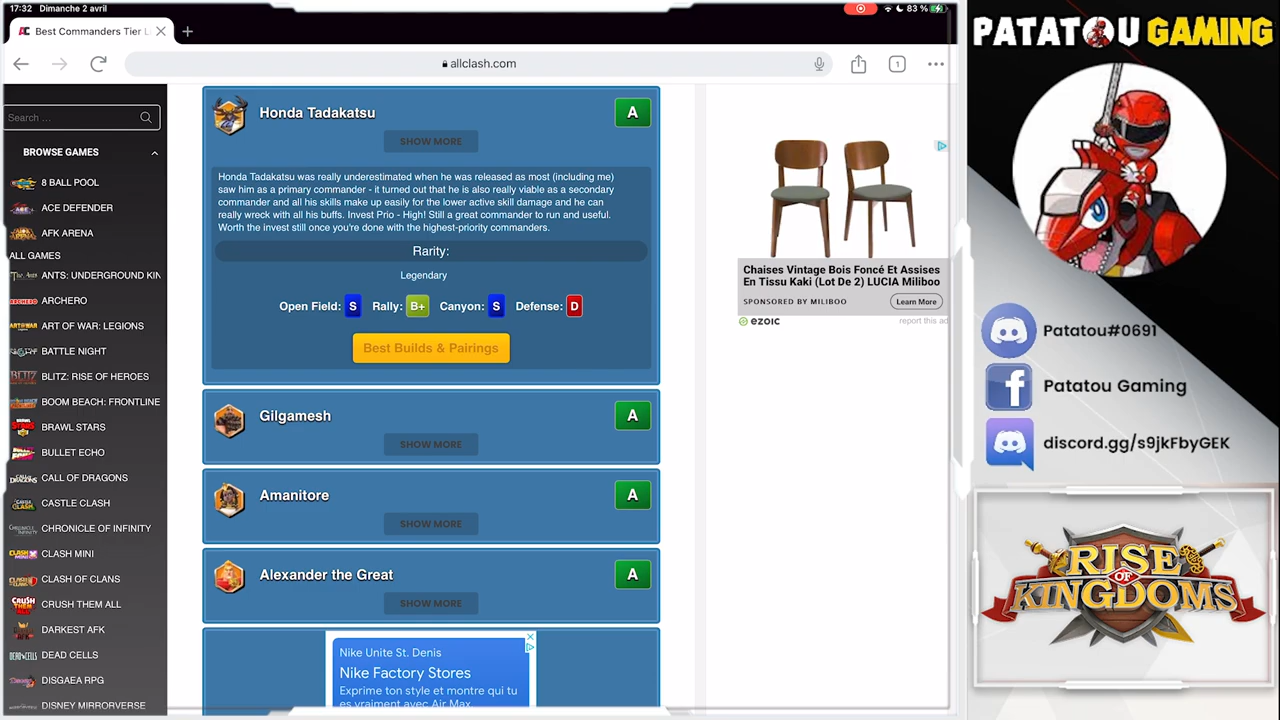 17:32 Dimanche 2 avril
83 %
Best Commanders Tier Li
allclash.com
1
Search ...
BROWSE GAMES
8 BALL POOL
ACE DEFENDER
AFK ARENA
ALL GAMES
ANTS: UNDERGROUND KIN
ARCHERO
ART OF WAR: LEGIONS
BATTLE NIGHT
BLITZ: RISE OF HEROES
BOOM BEACH: FRONTLINE
BRAWL STARS
BULLET ECHO
CALL OF DRAGONS
CASTLE CLASH
CHRONICLE OF INFINITY
CLASH MINI
CLASH OF CLANS
CRUSH THEM ALL
DARKEST AFK
DEAD CELLS
DISGAEA RPG
DISNEY MIRRORVERSE
Honda Tadakatsu
A
SHOW MORE
Honda Tadakatsu was really underestimated when he was released as most (including me)
saw him as a primary commander - it turned out that he is also really viable as a secondary
commander and all his skills make up easily for the lower active skill damage and he can
really wreck with all his buffs. Invest Prio - High! Still a great commander to run and useful.
Worth the invest still once you're done with the highest-priority commanders.
Rarity:
Legendary
Open Field: S Rally: B+ Canyon: S Defense: D
Best Builds & Pairings
Gilgamesh
A
SHOW MORE
Amanitore
A
SHOW MORE
Alexander the Great
A
SHOW MORE
Nike Unite St. Denis
Nike Factory Stores
Exprime ton style et montre qui tu
es vraiment avec Air Max.
Chaises Vintage Bois Foncé Et Assises
En Tissu Kaki (Lot De 2) LUCIA Miliboo
SPONSORED BY MILIBOO
Learn More
ezoic
report this ad
PATATOU GAMING
Patatou#0691
Patatou Gaming
discord.gg/s9jkFbyGEK
RISE
OF
KINGDOMS